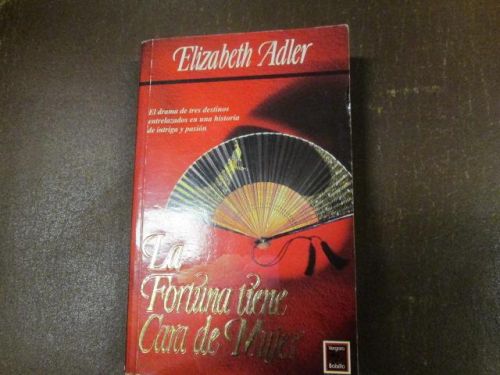 Elizabeth Adler
El drama de tres destinos
entrelazados en una historia
de intriga y pasión
La
Fortuna tiene
Cara de Mujer
Vergara
Bolsillo